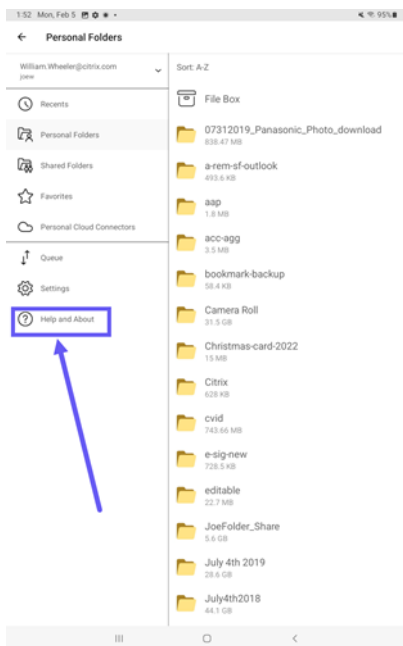 1:52 Mon, Feb 5
95%
Personal Folders
William.Wheeler@citrix.com
joew
Recents
Personal Folders
Shared Folders
Favorites
Personal Cloud Connectors
Queue
Settings
Help and About
Sort: A-Z
File Box
07312019_Panasonic_Photo_download
838.47 MB
a-rem-sf-outlook
493.6 KB
aap
1.8 MB
acc-agg
3.5 MB
bookmark-backup
58.4 KB
Camera Roll
31.5 GB
Christmas-card-2022
15 MB
Citrix
628 KB
cvid
743.66 MB
e-sig-new
728.5 KB
editable
22.7 MB
JoeFolder_Share
5.6 GB
July 4th 2019
28.6 GB
July4th2018
44.1 GB